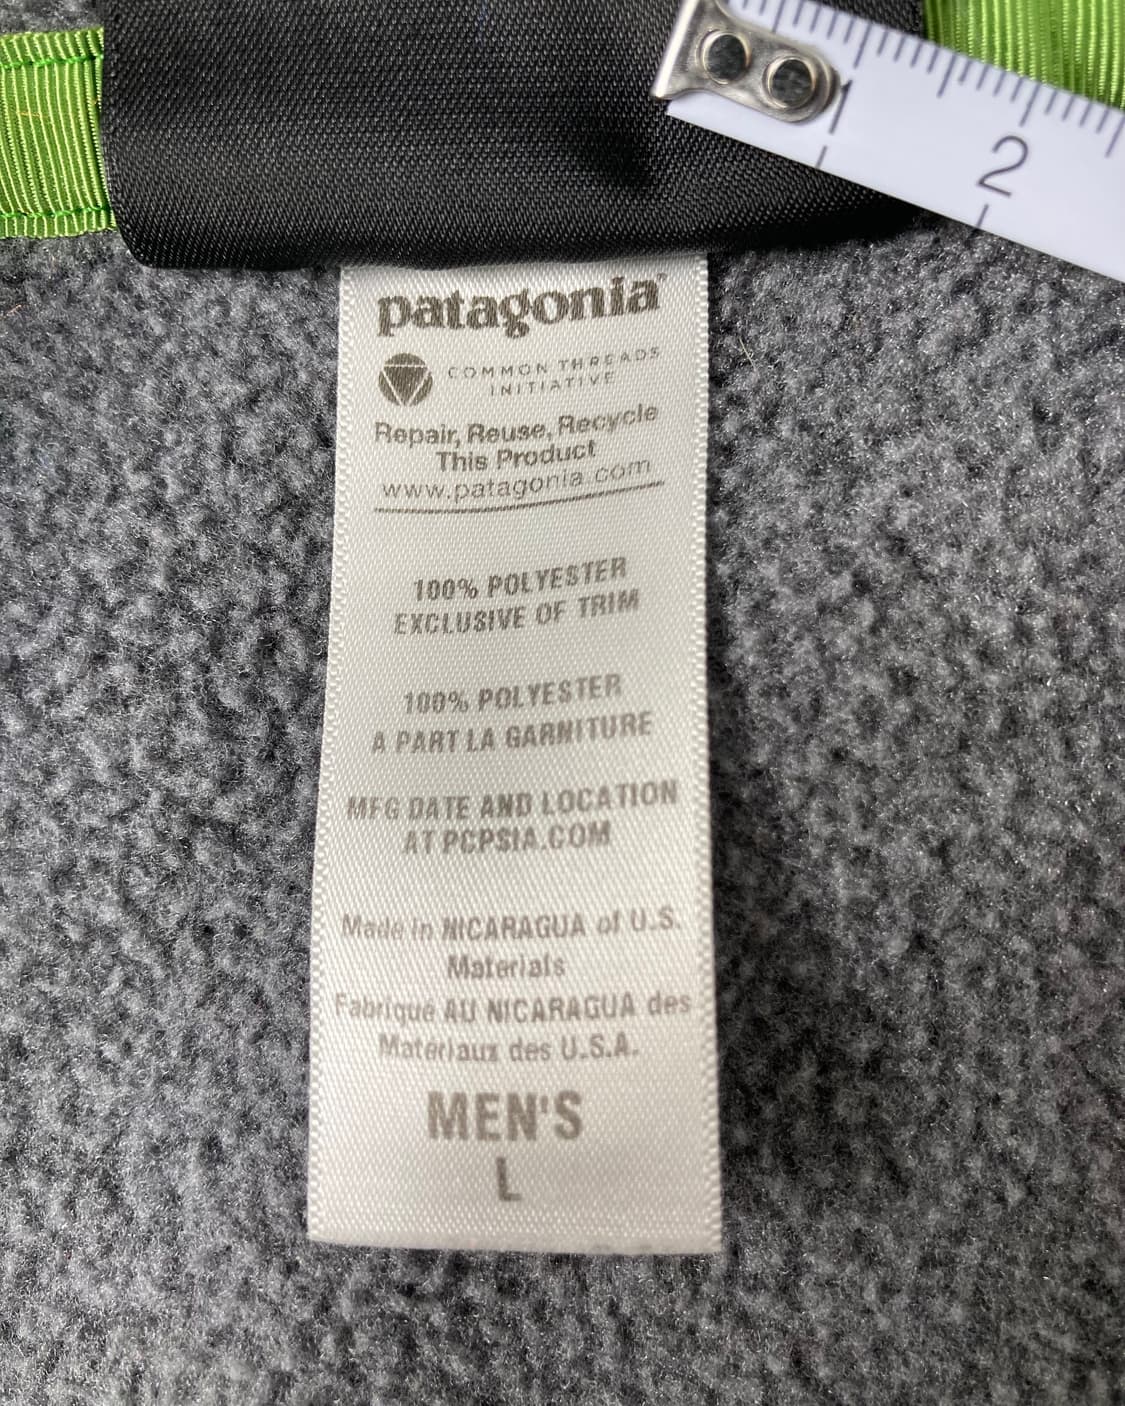 1
2
patagonia®
COMMON THREADS
INITIATIVE
Repair, Reuse, Recycle
This Product
www.patagonia.com
100% POLYESTER
EXCLUSIVE OF TRIM
100% POLYESTER
A PART LA GARNITURE
MFG DATE AND LOCATION
AT PCPSIA.COM
Made in NICARAGUA of U.S.
Materials
Fabrique AU NICARAGUA des
Materiaux des U.S.A.
MEN'S
L